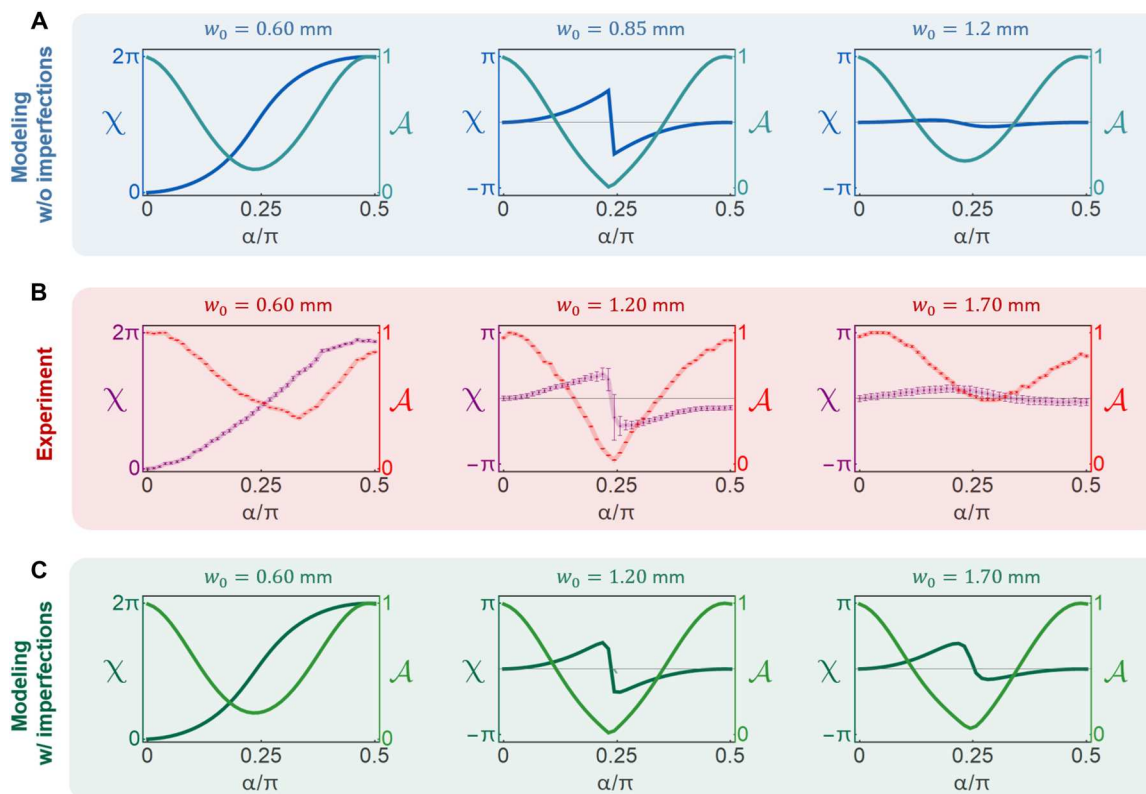 A
Modeling
w/o imperfections
w₀ = 0.60 mm
2π
0
χ
1
0
𝒜
0
0.25
0.5
α/π
w₀ = 0.85 mm
π
−π
χ
1
0
𝒜
0
0.25
0.5
α/π
w₀ = 1.2 mm
π
−π
χ
1
0
𝒜
0
0.25
0.5
α/π
B
Experiment
w₀ = 0.60 mm
2π
0
χ
1
0
𝒜
0
0.25
0.5
α/π
w₀ = 1.20 mm
π
−π
χ
1
0
𝒜
0
0.25
0.5
α/π
w₀ = 1.70 mm
π
−π
χ
1
0
𝒜
0
0.25
0.5
α/π
C
Modeling
w/ imperfections
w₀ = 0.60 mm
2π
0
χ
1
0
𝒜
0
0.25
0.5
α/π
w₀ = 1.20 mm
π
−π
χ
1
0
𝒜
0
0.25
0.5
α/π
w₀ = 1.70 mm
π
−π
χ
1
0
𝒜
0
0.25
0.5
α/π